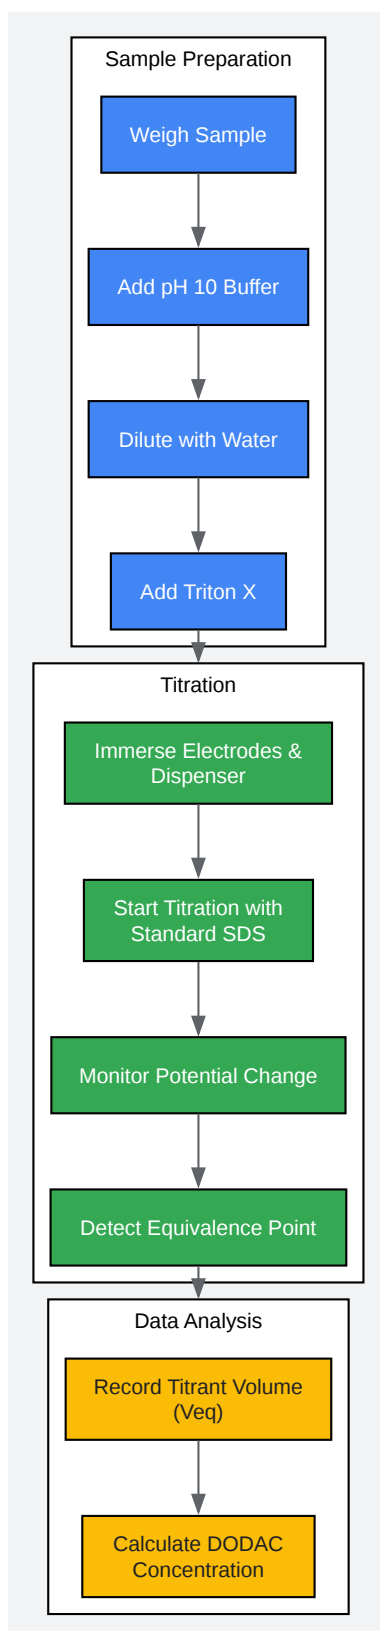 Sample Preparation
Weigh Sample
Add pH 10 Buffer
Dilute with Water
Add Triton X
Titration
Immerse Electrodes &
Dispenser
Start Titration with
Standard SDS
Monitor Potential Change
Detect Equivalence Point
Data Analysis
Record Titrant Volume
(Veq)
Calculate DODAC
Concentration